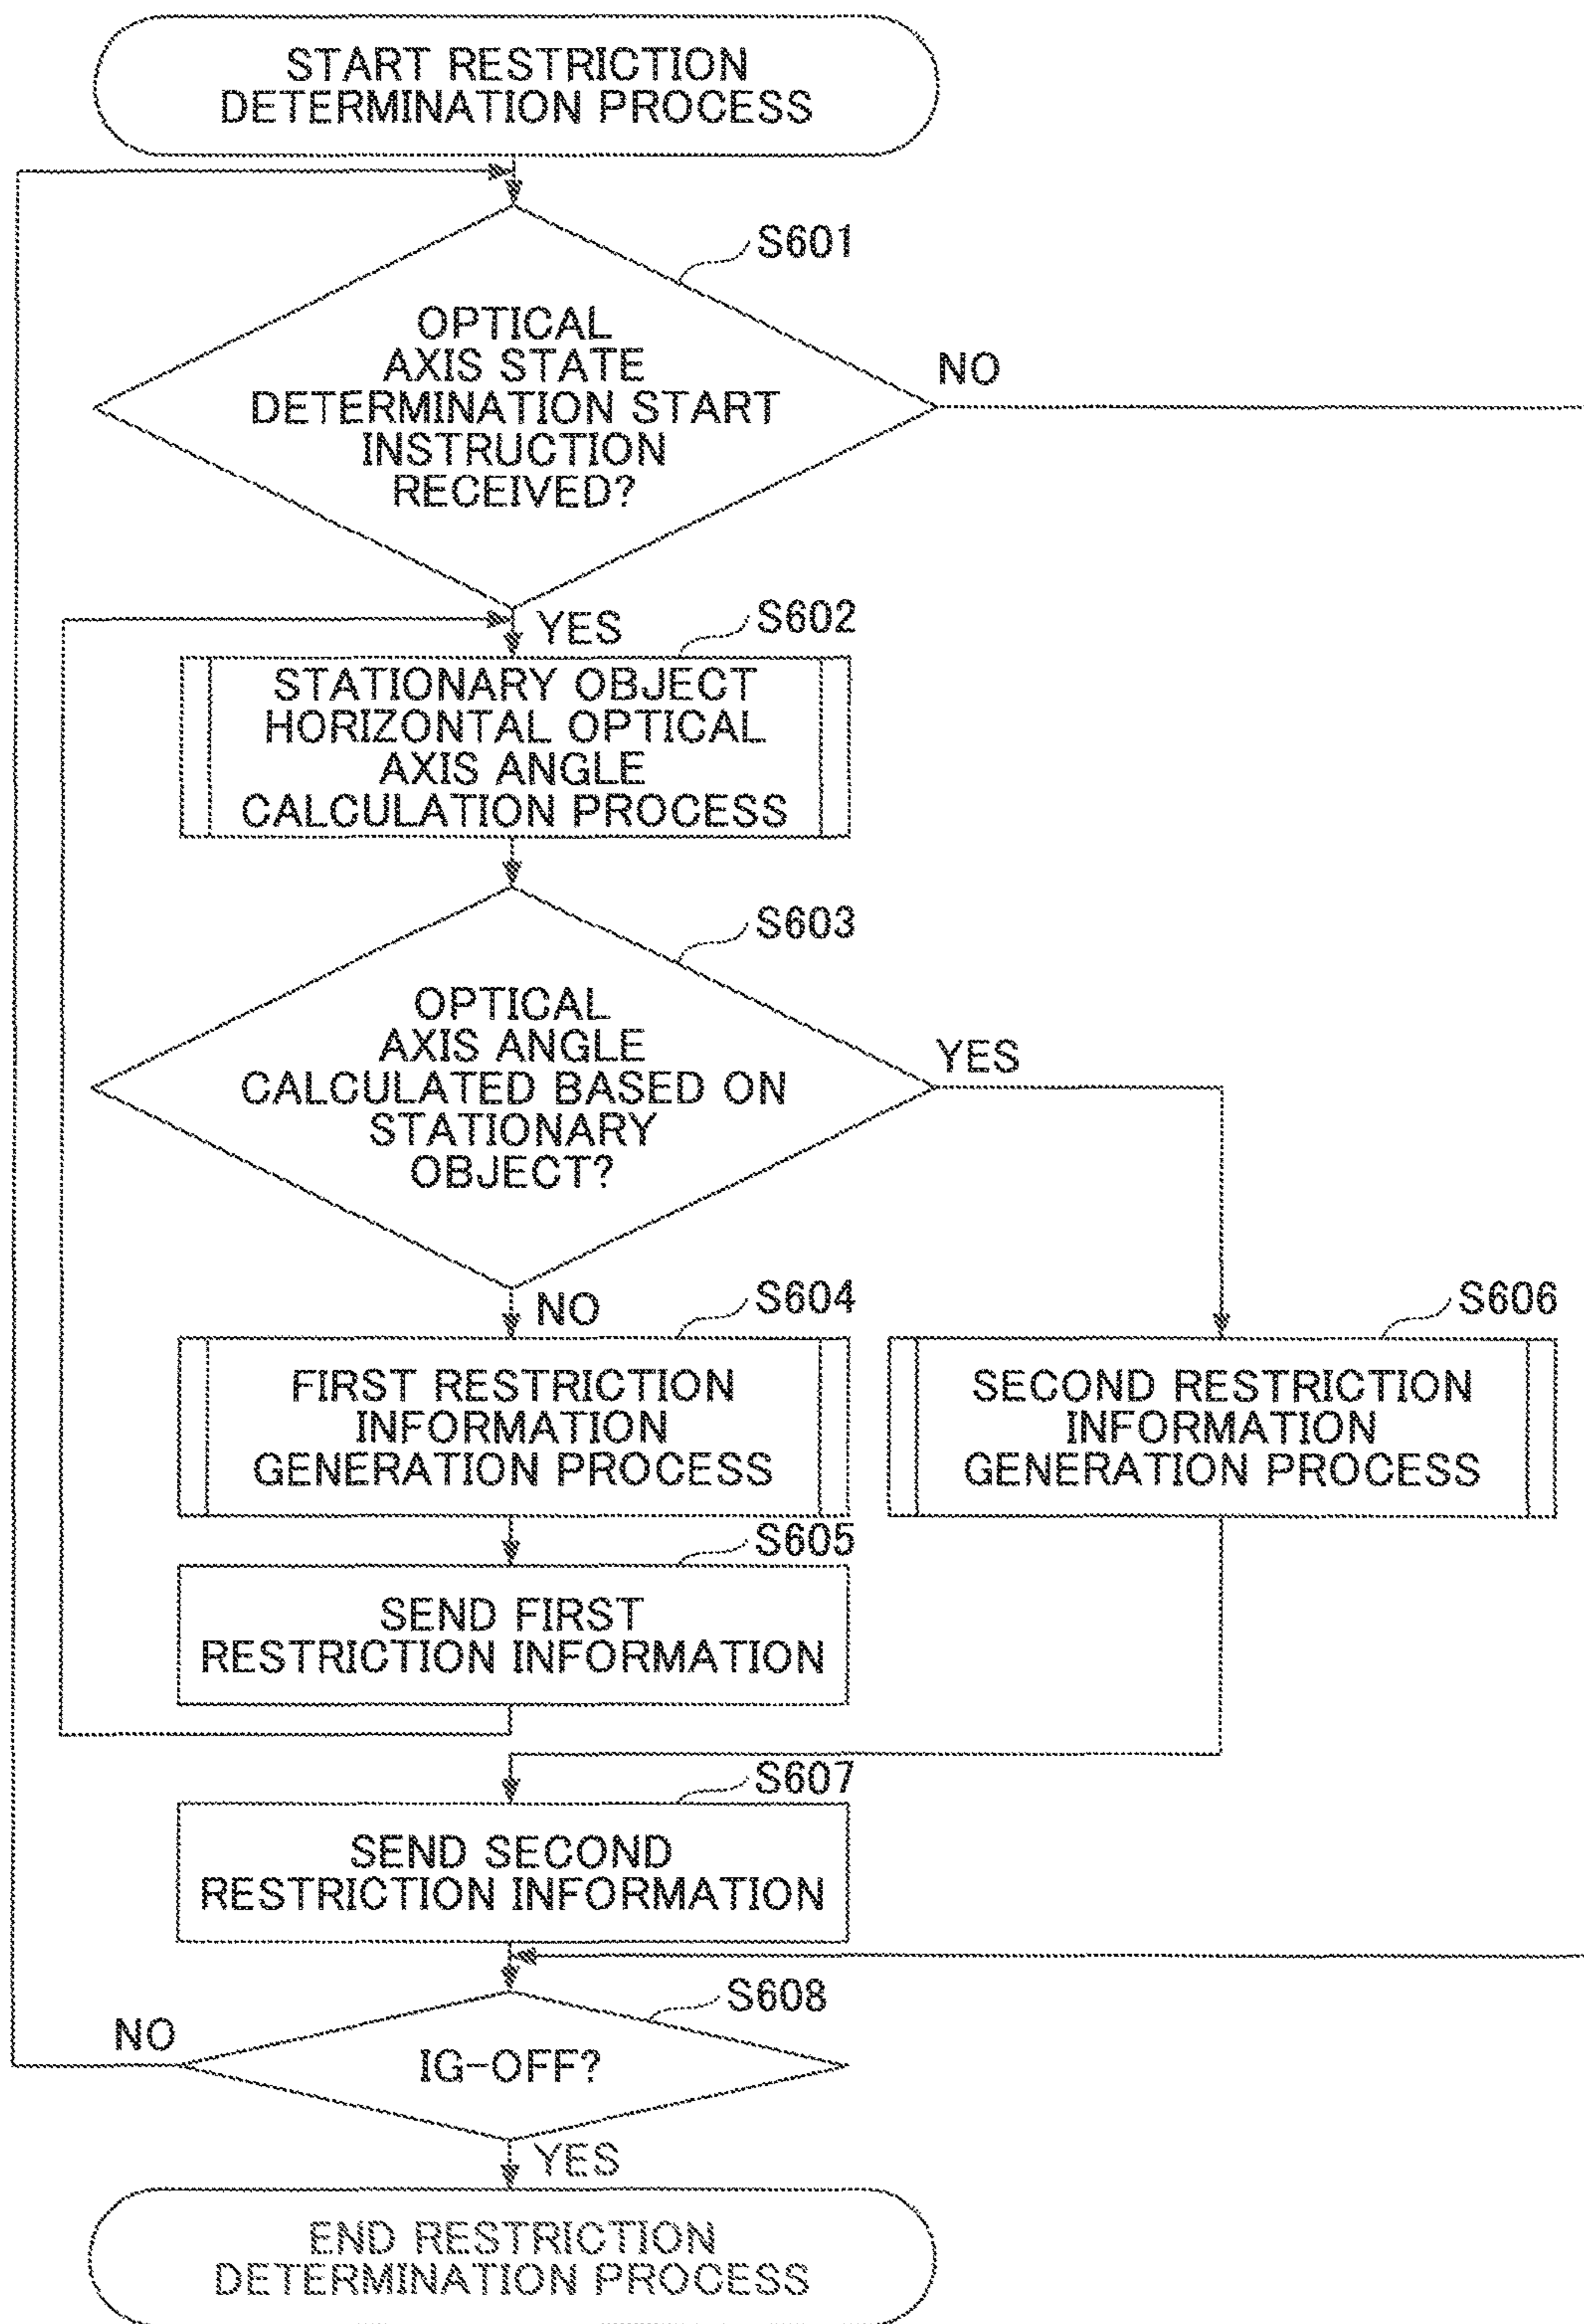 START RESTRICTION
DETERMINATION PROCESS
S601
OPTICAL
AXIS STATE
DETERMINATION START
INSTRUCTION
RECEIVED?
NO
YES
S602
STATIONARY OBJECT
HORIZONTAL OPTICAL
AXIS ANGLE
CALCULATION PROCESS
S603
OPTICAL
AXIS ANGLE
CALCULATED BASED ON
STATIONARY
OBJECT?
YES
NO
S604
FIRST RESTRICTION
INFORMATION
GENERATION PROCESS
S606
SECOND RESTRICTION
INFORMATION
GENERATION PROCESS
S605
SEND FIRST
RESTRICTION INFORMATION
S607
SEND SECOND
RESTRICTION INFORMATION
S608
NO
IG-OFF?
YES
END RESTRICTION
DETERMINATION PROCESS